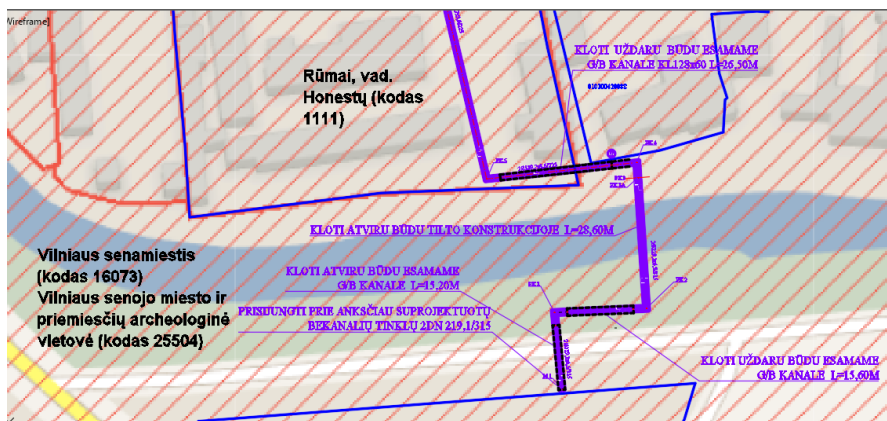 Wireframe]
KLOTI UŽDARU BŪDU ESAMAME
G/B KANALE KL128x60 L=26,50M
Rūmai, vad.
Honestų (kodas
1111)
KLOTI ATVIRU BŪDU TILTO KONSTRUKCIJOJE L=28,60M
Vilniaus senamiestis
(kodas 16073)
Vilniaus senojo miesto ir
priemiesčių archeologinė
vietovė (kodas 25504)
KLOTI ATVIRU BŪDU ESAMAME
G/B KANALE L=15,20M
PRISIJUNGTI PRIE ANKSČIAU SUPROJEKTUOTŲ
BEKANALIŲ TINKLŲ 2DN 219,1/315
KLOTI UŽDARU BŪDU ESAMAME
G/B KANALE L=15,60M